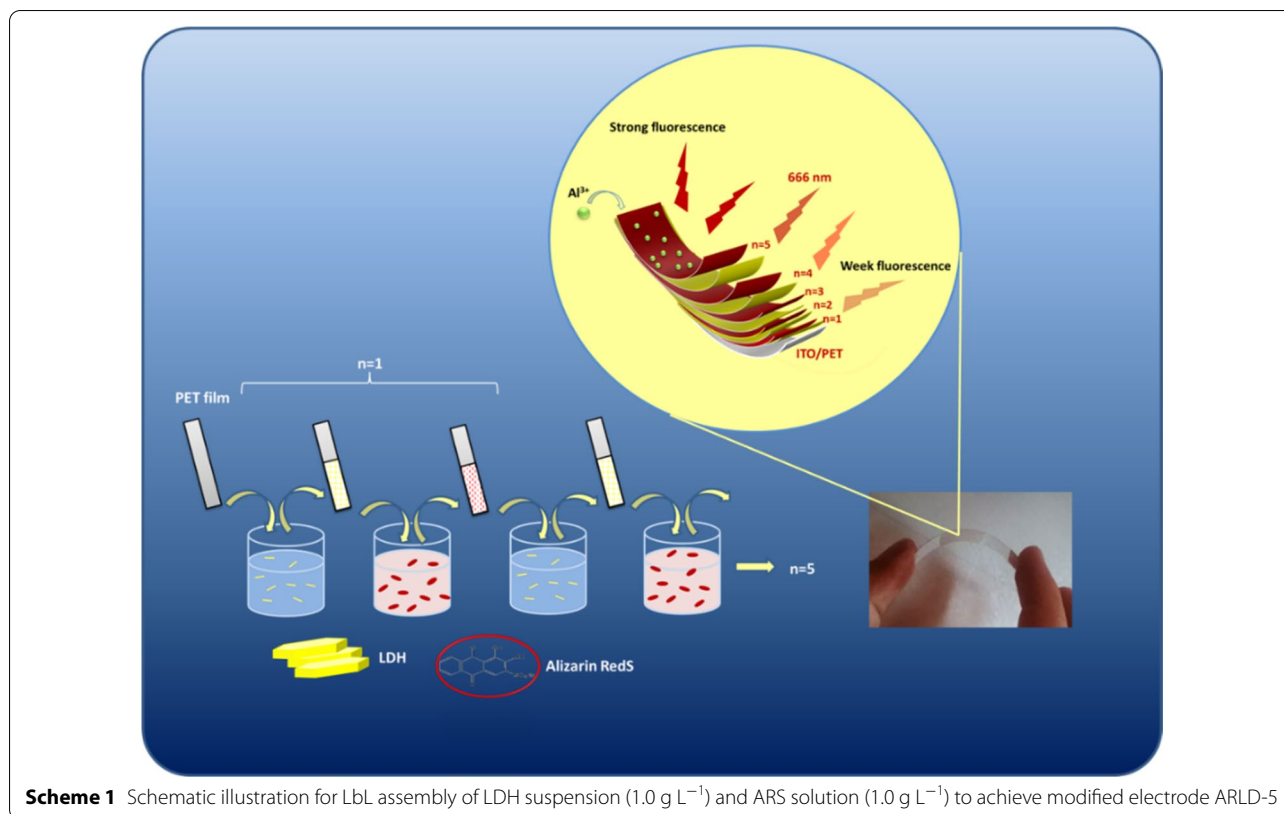 Strong fluorescence
Al³⁺
666 nm
n=5
Week fluorescence
n=4
n=3
n=2
n=1
ITO/PET
n=1
PET film
n=5
LDH
Alizarin RedS
Scheme 1 Schematic illustration for LbL assembly of LDH suspension (1.0 g L⁻¹) and ARS solution (1.0 g L⁻¹) to achieve modified electrode ARLD-5